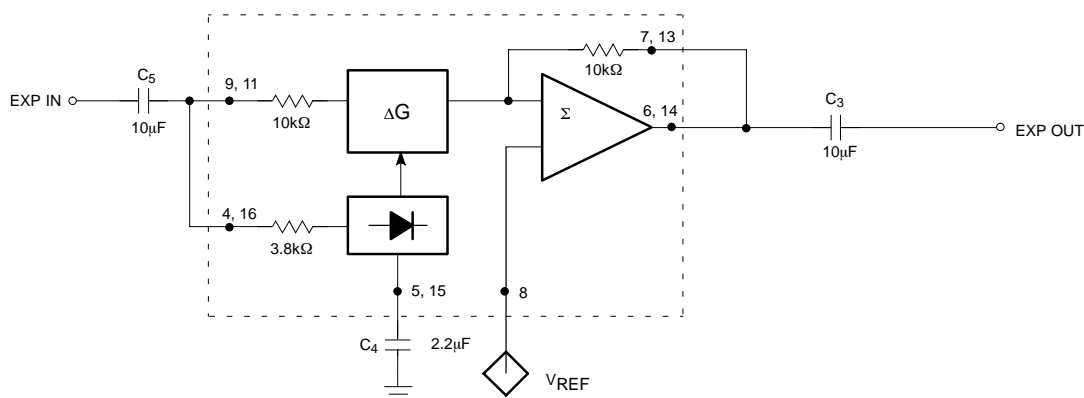 7, 13
10kΩ
C5
9, 11
EXP IN
10μF
10kΩ
ΔG
Σ
6, 14
C3
EXP OUT
10μF
4, 16
3.8kΩ
5, 15
8
C4
2.2μF
VREF